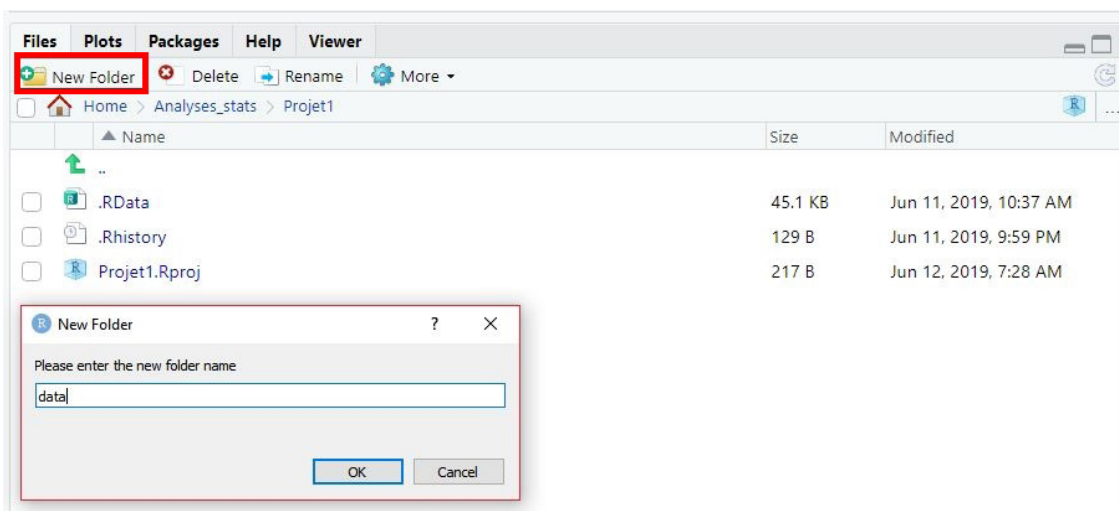 Files Plots Packages Help Viewer
New Folder Delete Rename More
Home > Analyses_stats > Projet1 R ...
Name Size Modified
..
.RData 45.1 KB Jun 11, 2019, 10:37 AM
.Rhistory 129 B Jun 11, 2019, 9:59 PM
Projet1.Rproj 217 B Jun 12, 2019, 7:28 AM
R New Folder ? X
Please enter the new folder name
data
OK Cancel